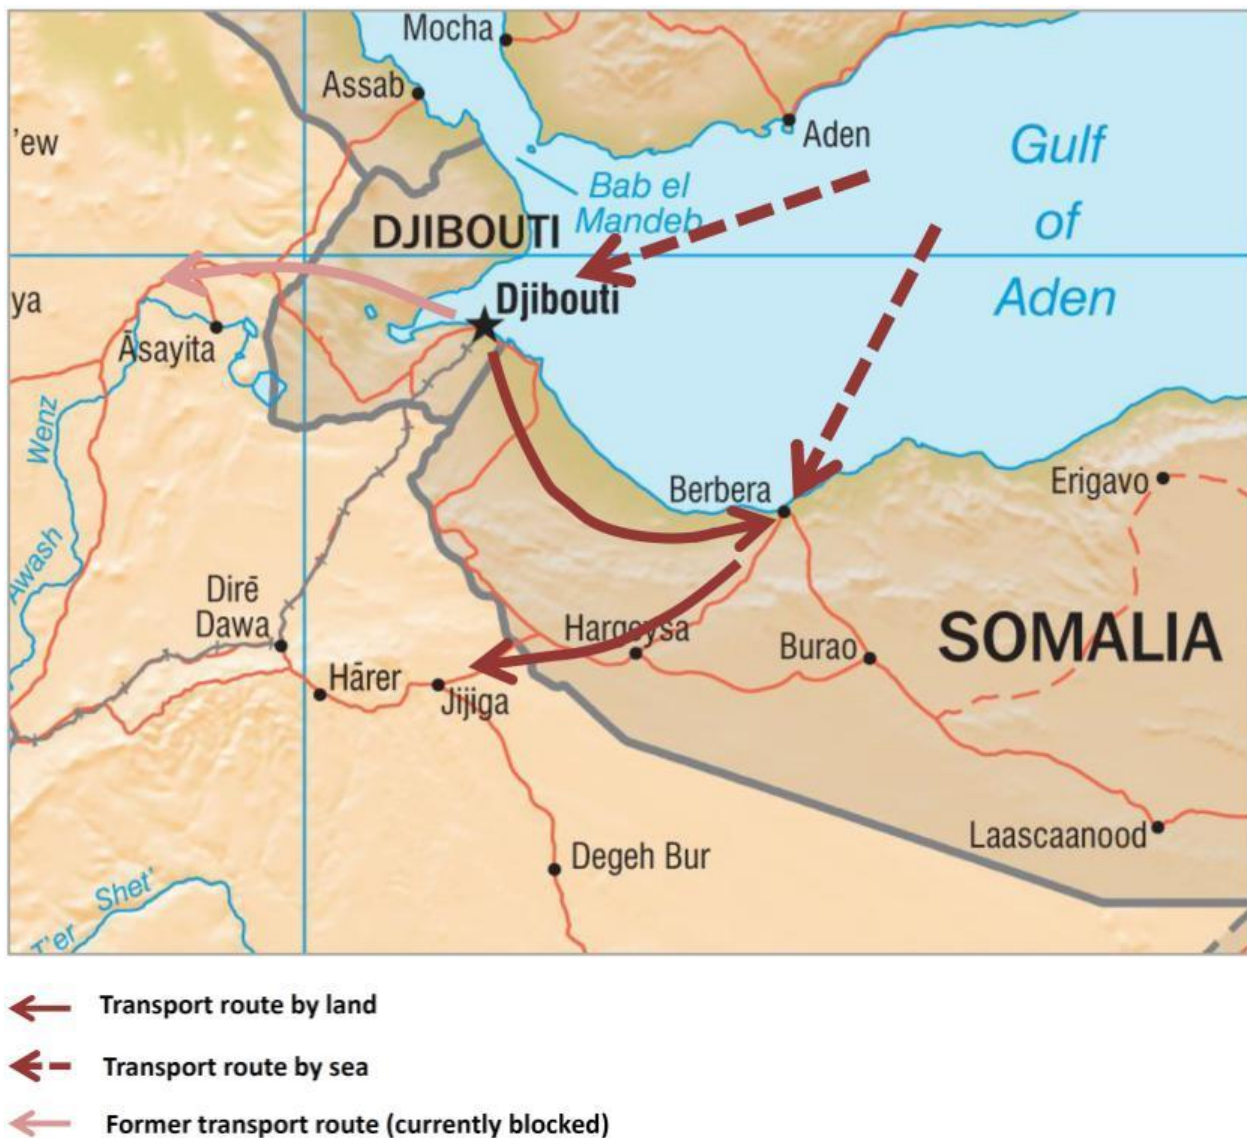 Mocha
Assab
Aden
'ew
Gulf
of
Aden
Bab el
Mandeb
DJIBOUTI
Djibouti
ya
Āsayita
Wenz
Awash
Berbera
Erigavo
Dirē
Dawa
Hargeysa
Burao
SOMALIA
Hārer
Jijiga
Degeh Bur
Laascaanood
Shet'
T'er
Transport route by land
Transport route by sea
Former transport route (currently blocked)